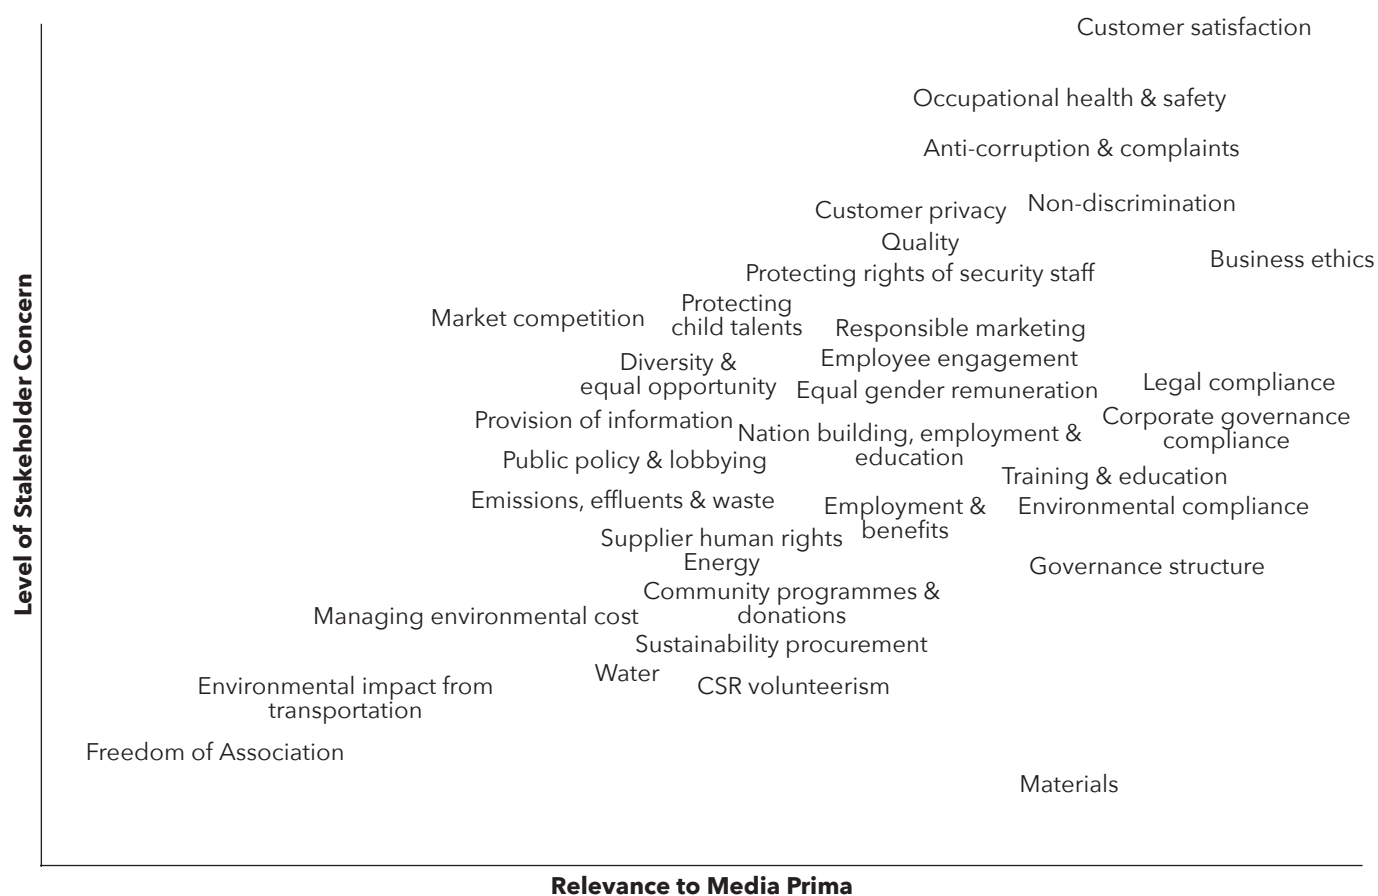 Customer satisfaction
Occupational health & safety
Anti-corruption & complaints
Non-discrimination
Customer privacy
Quality
Business ethics
Protecting rights of security staff
Protecting
child talents
Market competition
Responsible marketing
Diversity &
equal opportunity
Employee engagement
Equal gender remuneration
Legal compliance
Provision of information
Corporate governance
compliance
Nation building, employment &
education
Public policy & lobbying
Training & education
Emissions, effluents & waste
Employment &
benefits
Environmental compliance
Supplier human rights
Energy
Governance structure
Community programmes &
donations
Managing environmental cost
Sustainability procurement
Water
CSR volunteerism
Environmental impact from
transportation
Freedom of Association
Materials
Level of Stakeholder Concern
Relevance to Media Prima